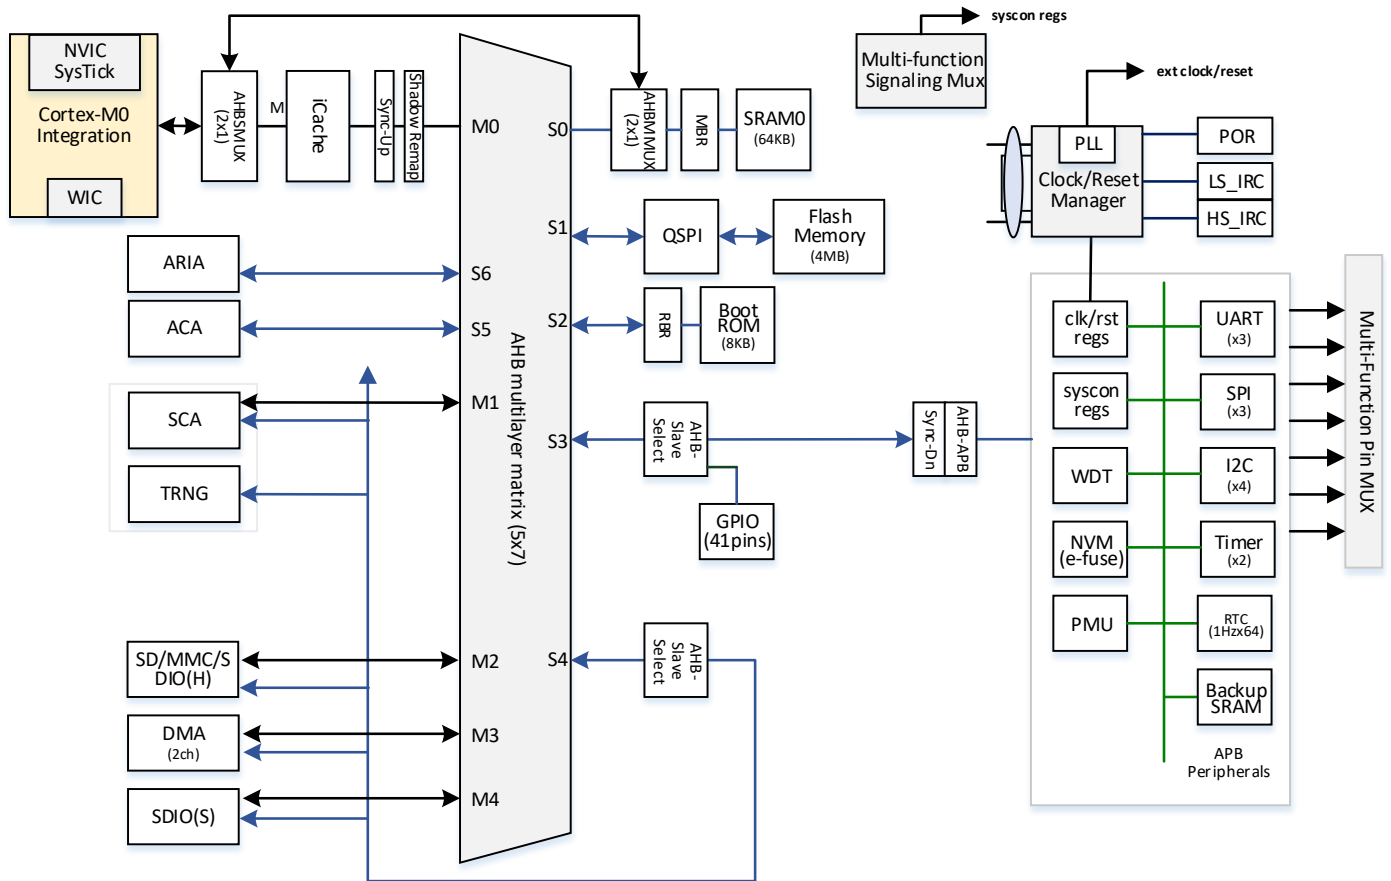 syscon regs
NVIC
SysTick
Cortex-M0
Integration
WIC
AHBSMUX
(2x1)
M
iCache
Sync-Up
Shadow Remap
M0
S0
AHBMMUX
(2x1)
MBR
SRAM0
(64KB)
Multi-function
Signaling Mux
ext clock/reset
PLL
Clock/Reset
Manager
POR
LS_IRC
HS_IRC
S1
QSPI
Flash
Memory
(4MB)
ARIA
S6
ACA
S5
S2
RBR
Boot
ROM
(8KB)
AHB multilayer matrix (5x7)
SCA
M1
TRNG
S3
AHB-
Slave
Select
GPIO
(41pins)
Sync-Dn
AHB-APB
clk/rst
regs
UART
(x3)
syscon
regs
SPI
(x3)
WDT
I2C
(x4)
NVM
(e-fuse)
Timer
(x2)
PMU
RTC
(1Hzx64)
Backup
SRAM
APB
Peripherals
Multi-Function Pin MUX
SD/MMC/S
DIO(H)
M2
S4
AHB-
Slave
Select
DMA
(2ch)
M3
SDIO(S)
M4